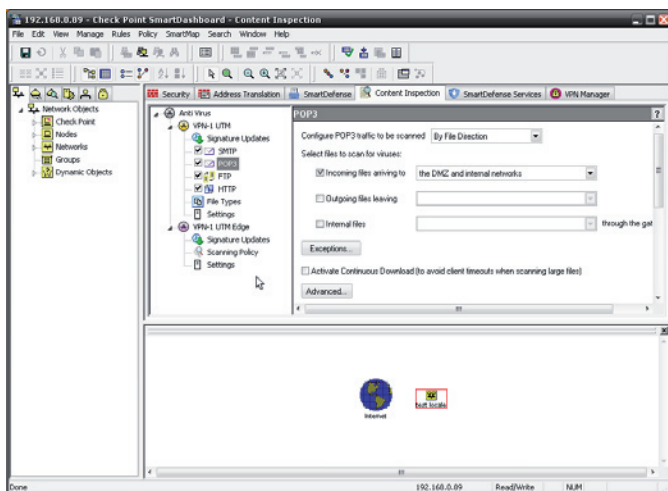 192.168.0.89 - Check Point SmartDashboard - Content Inspection
File Edit View Manage Rules Policy SmartMap Search Window Help
Security Address Translation SmartDefense Content Inspection SmartDefense Services VPN Manager
Network Objects
Check Point
Nodes
Networks
Groups
Dynamic Objects
Anti Virus
VPN-1 UTM
Signature Updates
SMTP
POP3
FTP
HTTP
File Types
Settings
VPN-1 UTM Edge
Signature Updates
Scanning Policy
Settings
POP3 ?
Configure POP3 traffic to be scanned By File Direction
Select files to scan for viruses:
Incoming files arriving to the DMZ and internal networks
Outgoing files leaving
Internal files through the gat
Exceptions...
Activate Continuous Download (to avoid client timeouts when scanning large files)
Advanced...
Internet
test locale
Done 192.168.0.89 Read/Write NUM